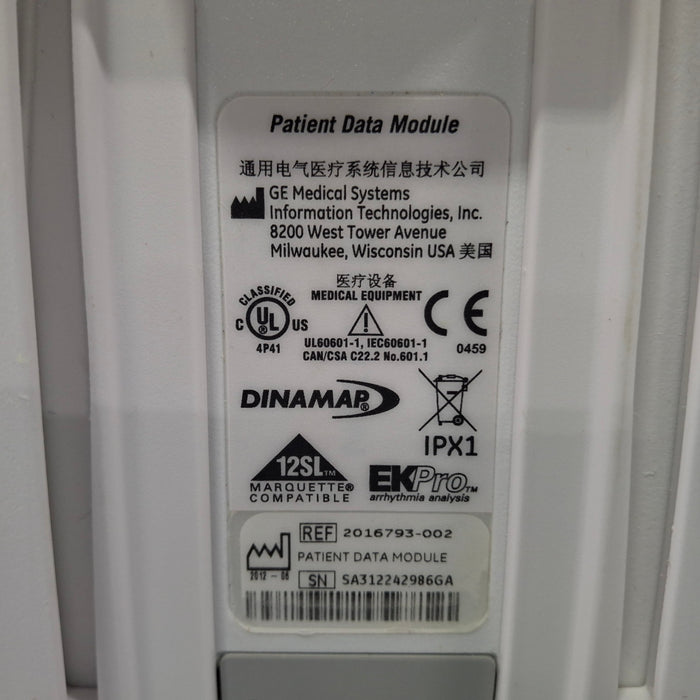 Patient Data Module
通用电气医疗系统信息技术公司
GE Medical Systems
Information Technologies, Inc.
8200 West Tower Avenue
Milwaukee, Wisconsin USA 美国
医疗设备
MEDICAL EQUIPMENT
CLASSIFIED
C UL® US
4P41
UL60601-1, IEC60601-1
CAN/CSA C22.2 No.601.1
CE
0459
DINAMAP®
IPX1
12SL™
MARQUETTE®
COMPATIBLE
EKPro™
arrhythmia analysis
REF 2016793-002
PATIENT DATA MODULE
2012-06
SN SA312242986GA